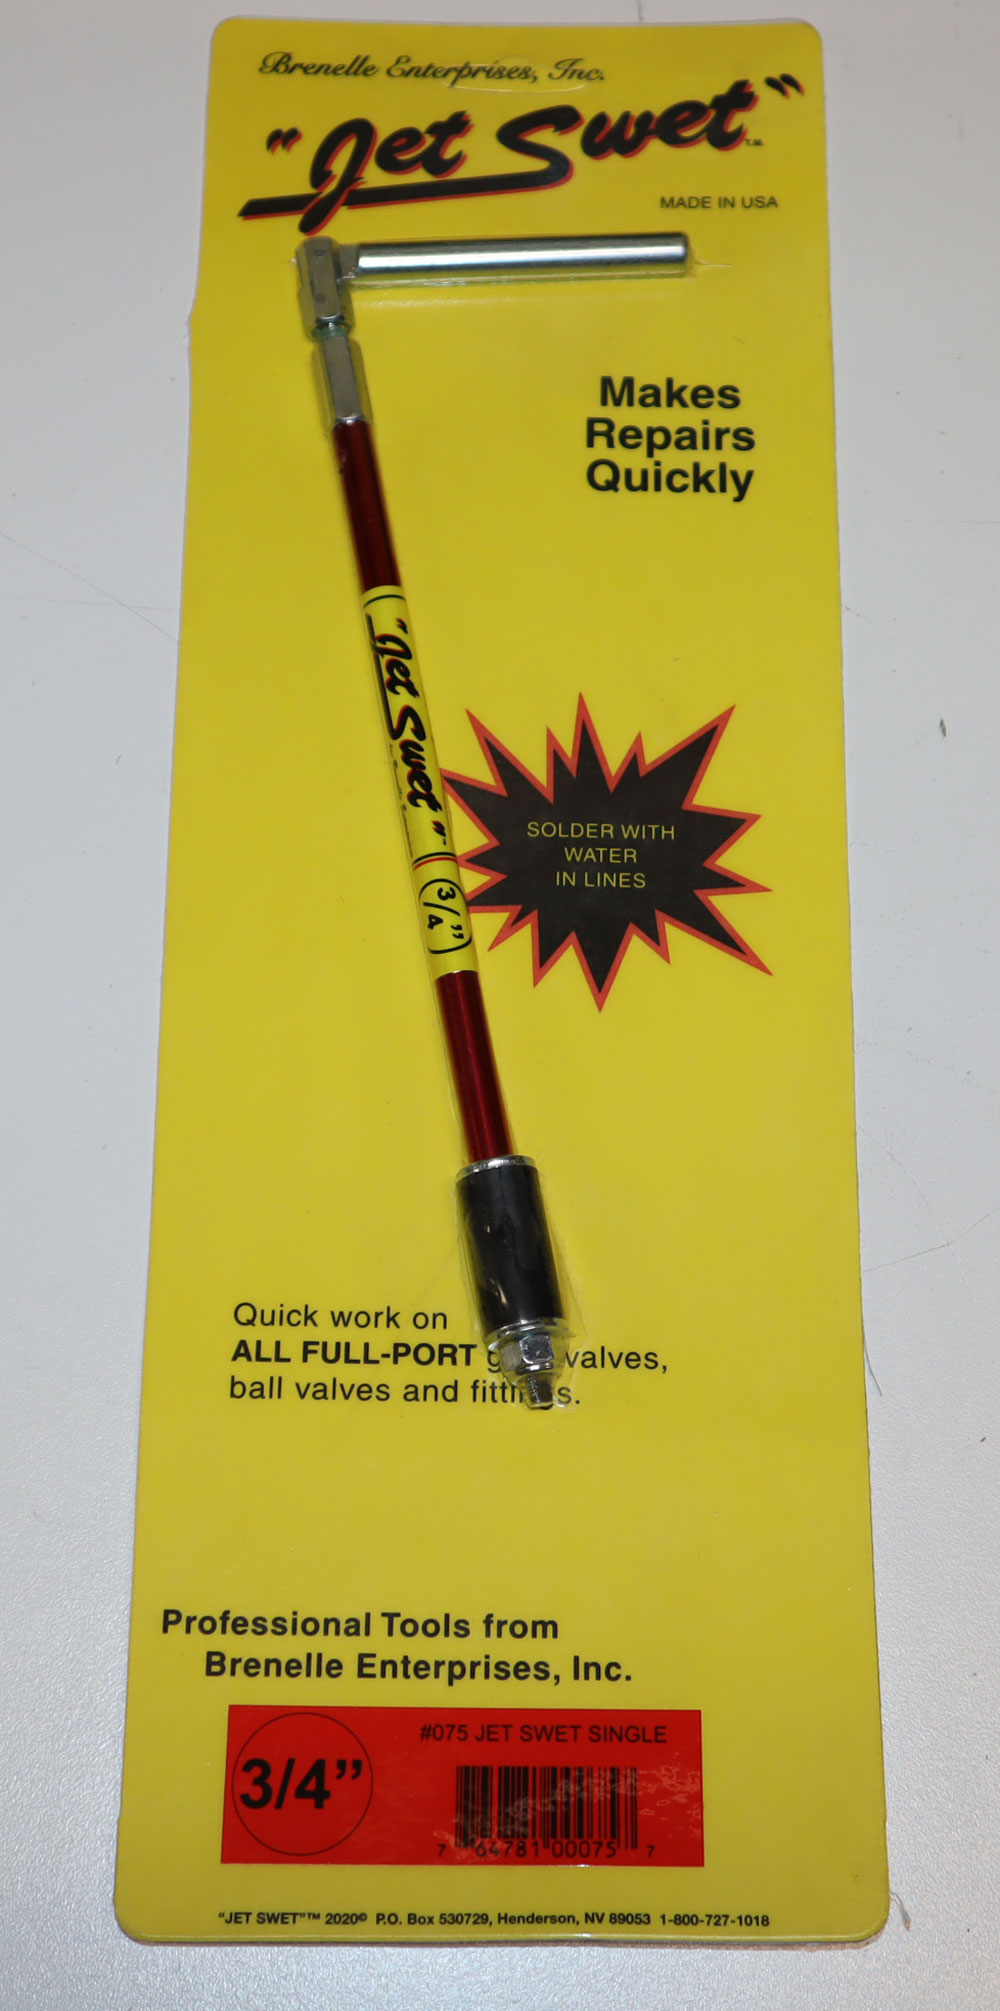 Brenelle Enterprises, Inc.
"Jet Swet" T.M.
MADE IN USA
Makes
Repairs
Quickly
"Jet Swet"
3/4"
SOLDER WITH
WATER
IN LINES
Quick work on
ALL FULL-PORT valves,
ball valves and
Professional Tools from
Brenelle Enterprises, Inc.
#075 JET SWET SINGLE
3/4"
7 64781 00075 7
"JET SWET"™ 2020© P.O. Box 530729, Henderson, NV 89053 1-800-727-1018